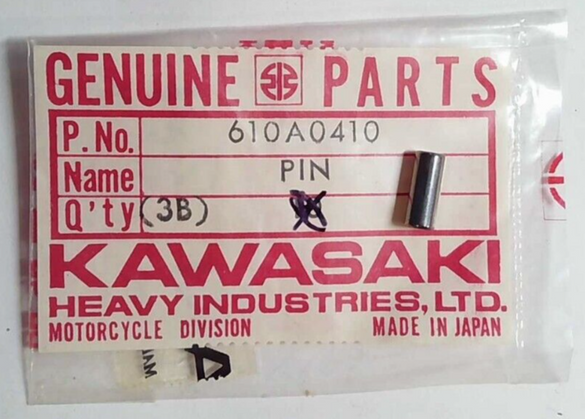 GENUINE PARTS
P. No. 610A0410
Name PIN
Q'ty (3B)
KAWASAKI
HEAVY INDUSTRIES, LTD.
MOTORCYCLE DIVISION MADE IN JAPAN